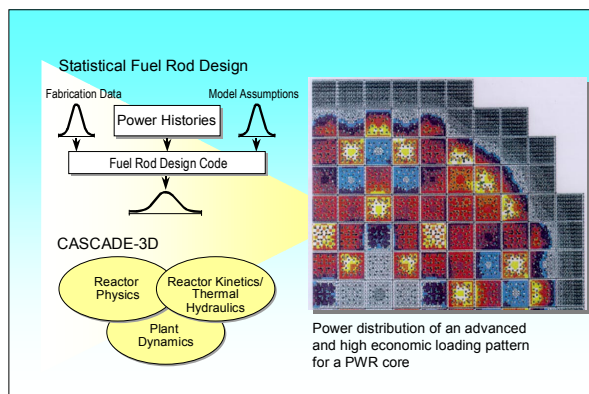 Statistical Fuel Rod Design
Fabrication Data
Model Assumptions
Power Histories
Fuel Rod Design Code
CASCADE-3D
Reactor
Physics
Reactor Kinetics/
Thermal
Hydraulics
Plant
Dynamics
Power distribution of an advanced
and high economic loading pattern
for a PWR core